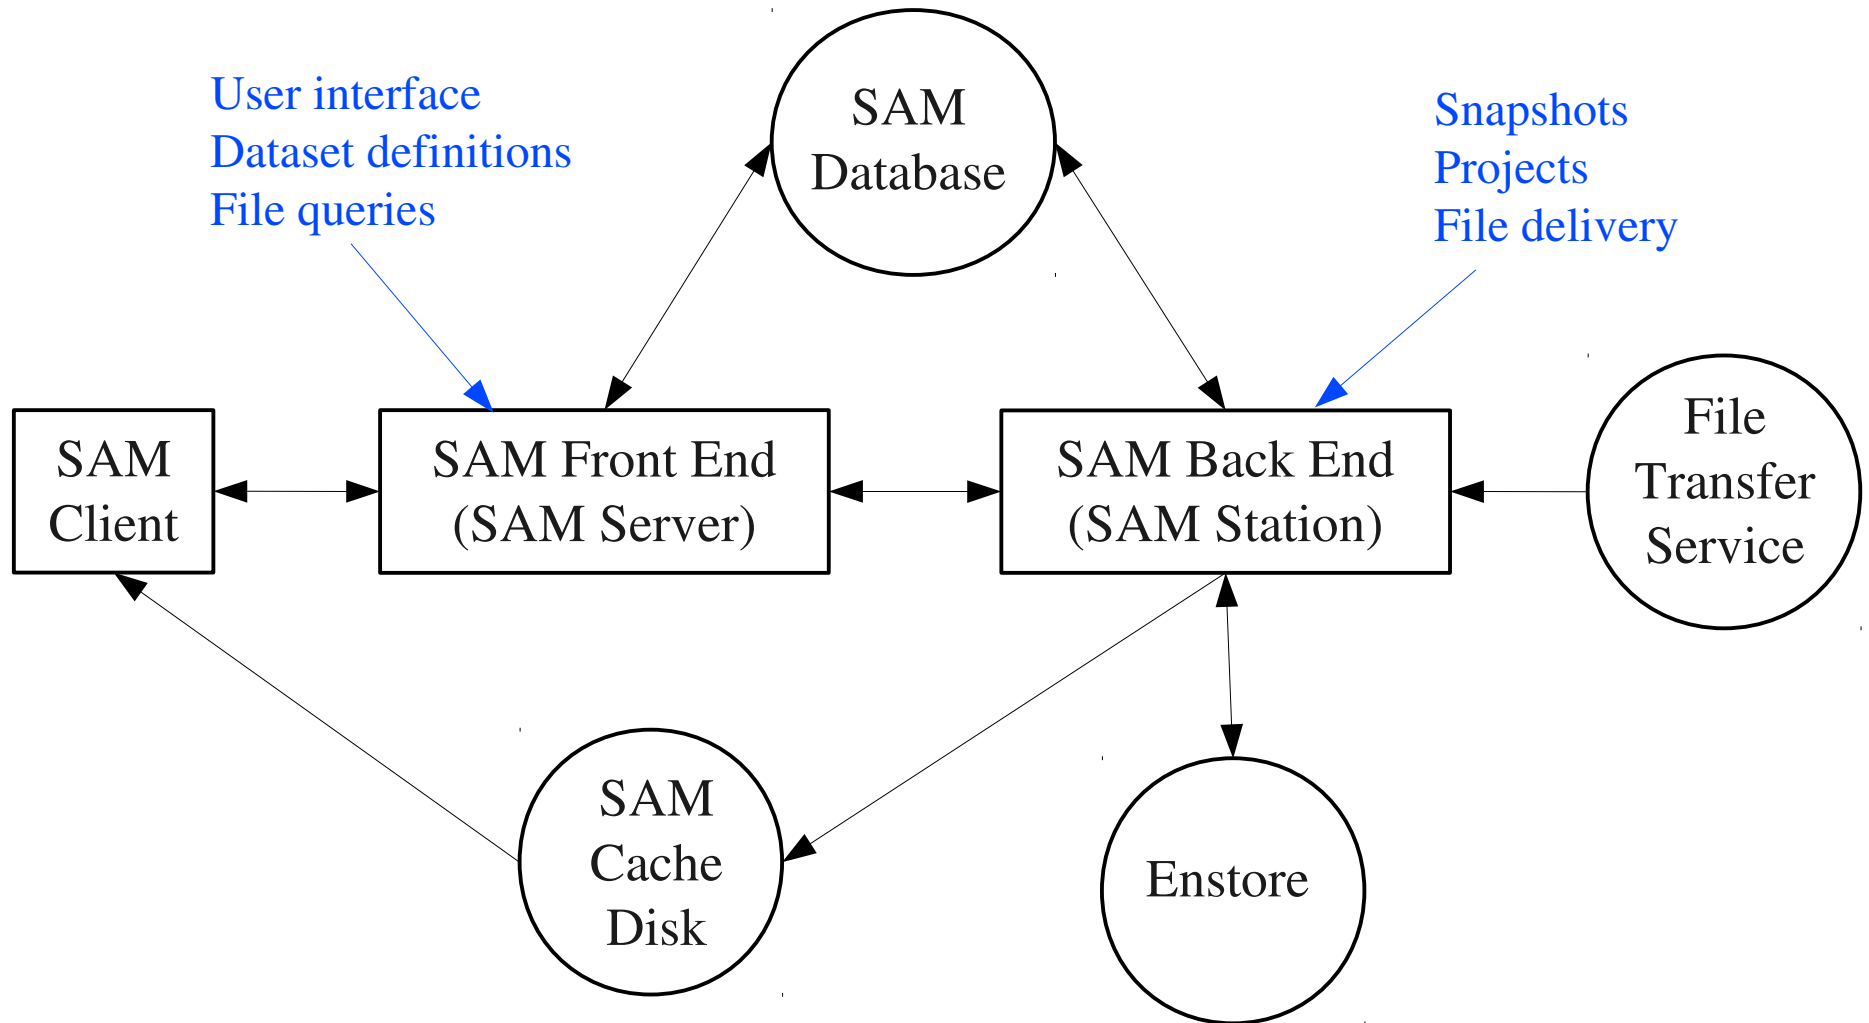 User interface
Dataset definitions
File queries
SAM
Database
Snapshots
Projects
File delivery
SAM
Client
SAM Front End
(SAM Server)
SAM Back End
(SAM Station)
File
Transfer
Service
SAM
Cache
Disk
Enstore